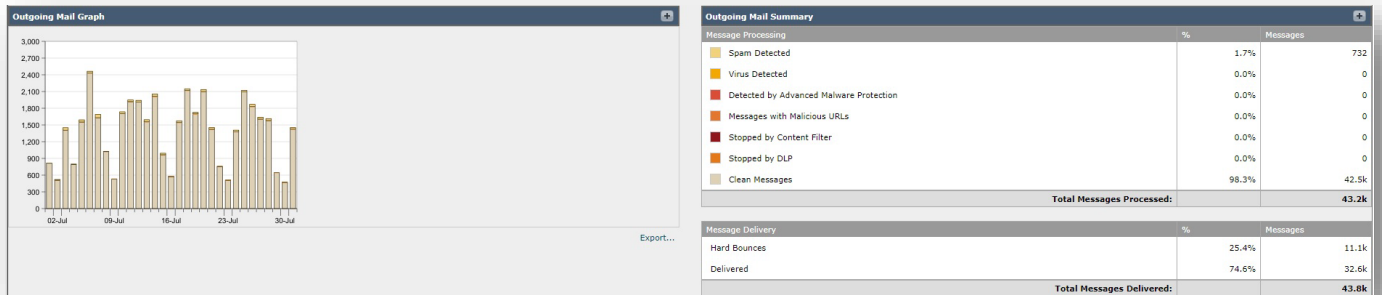 Outgoing Mail Graph
3,000
2,700
2,400
2,100
1,800
1,500
1,200
900
600
300
0
02-Jul 09-Jul 16-Jul 23-Jul 30-Jul
Export...
Outgoing Mail Summary
Message Processing % Messages
Spam Detected 1.7% 732
Virus Detected 0.0% 0
Detected by Advanced Malware Protection 0.0% 0
Messages with Malicious URLs 0.0% 0
Stopped by Content Filter 0.0% 0
Stopped by DLP 0.0% 0
Clean Messages 98.3% 42.5k
Total Messages Processed: 43.2k
Message Delivery % Messages
Hard Bounces 25.4% 11.1k
Delivered 74.6% 32.6k
Total Messages Delivered: 43.8k